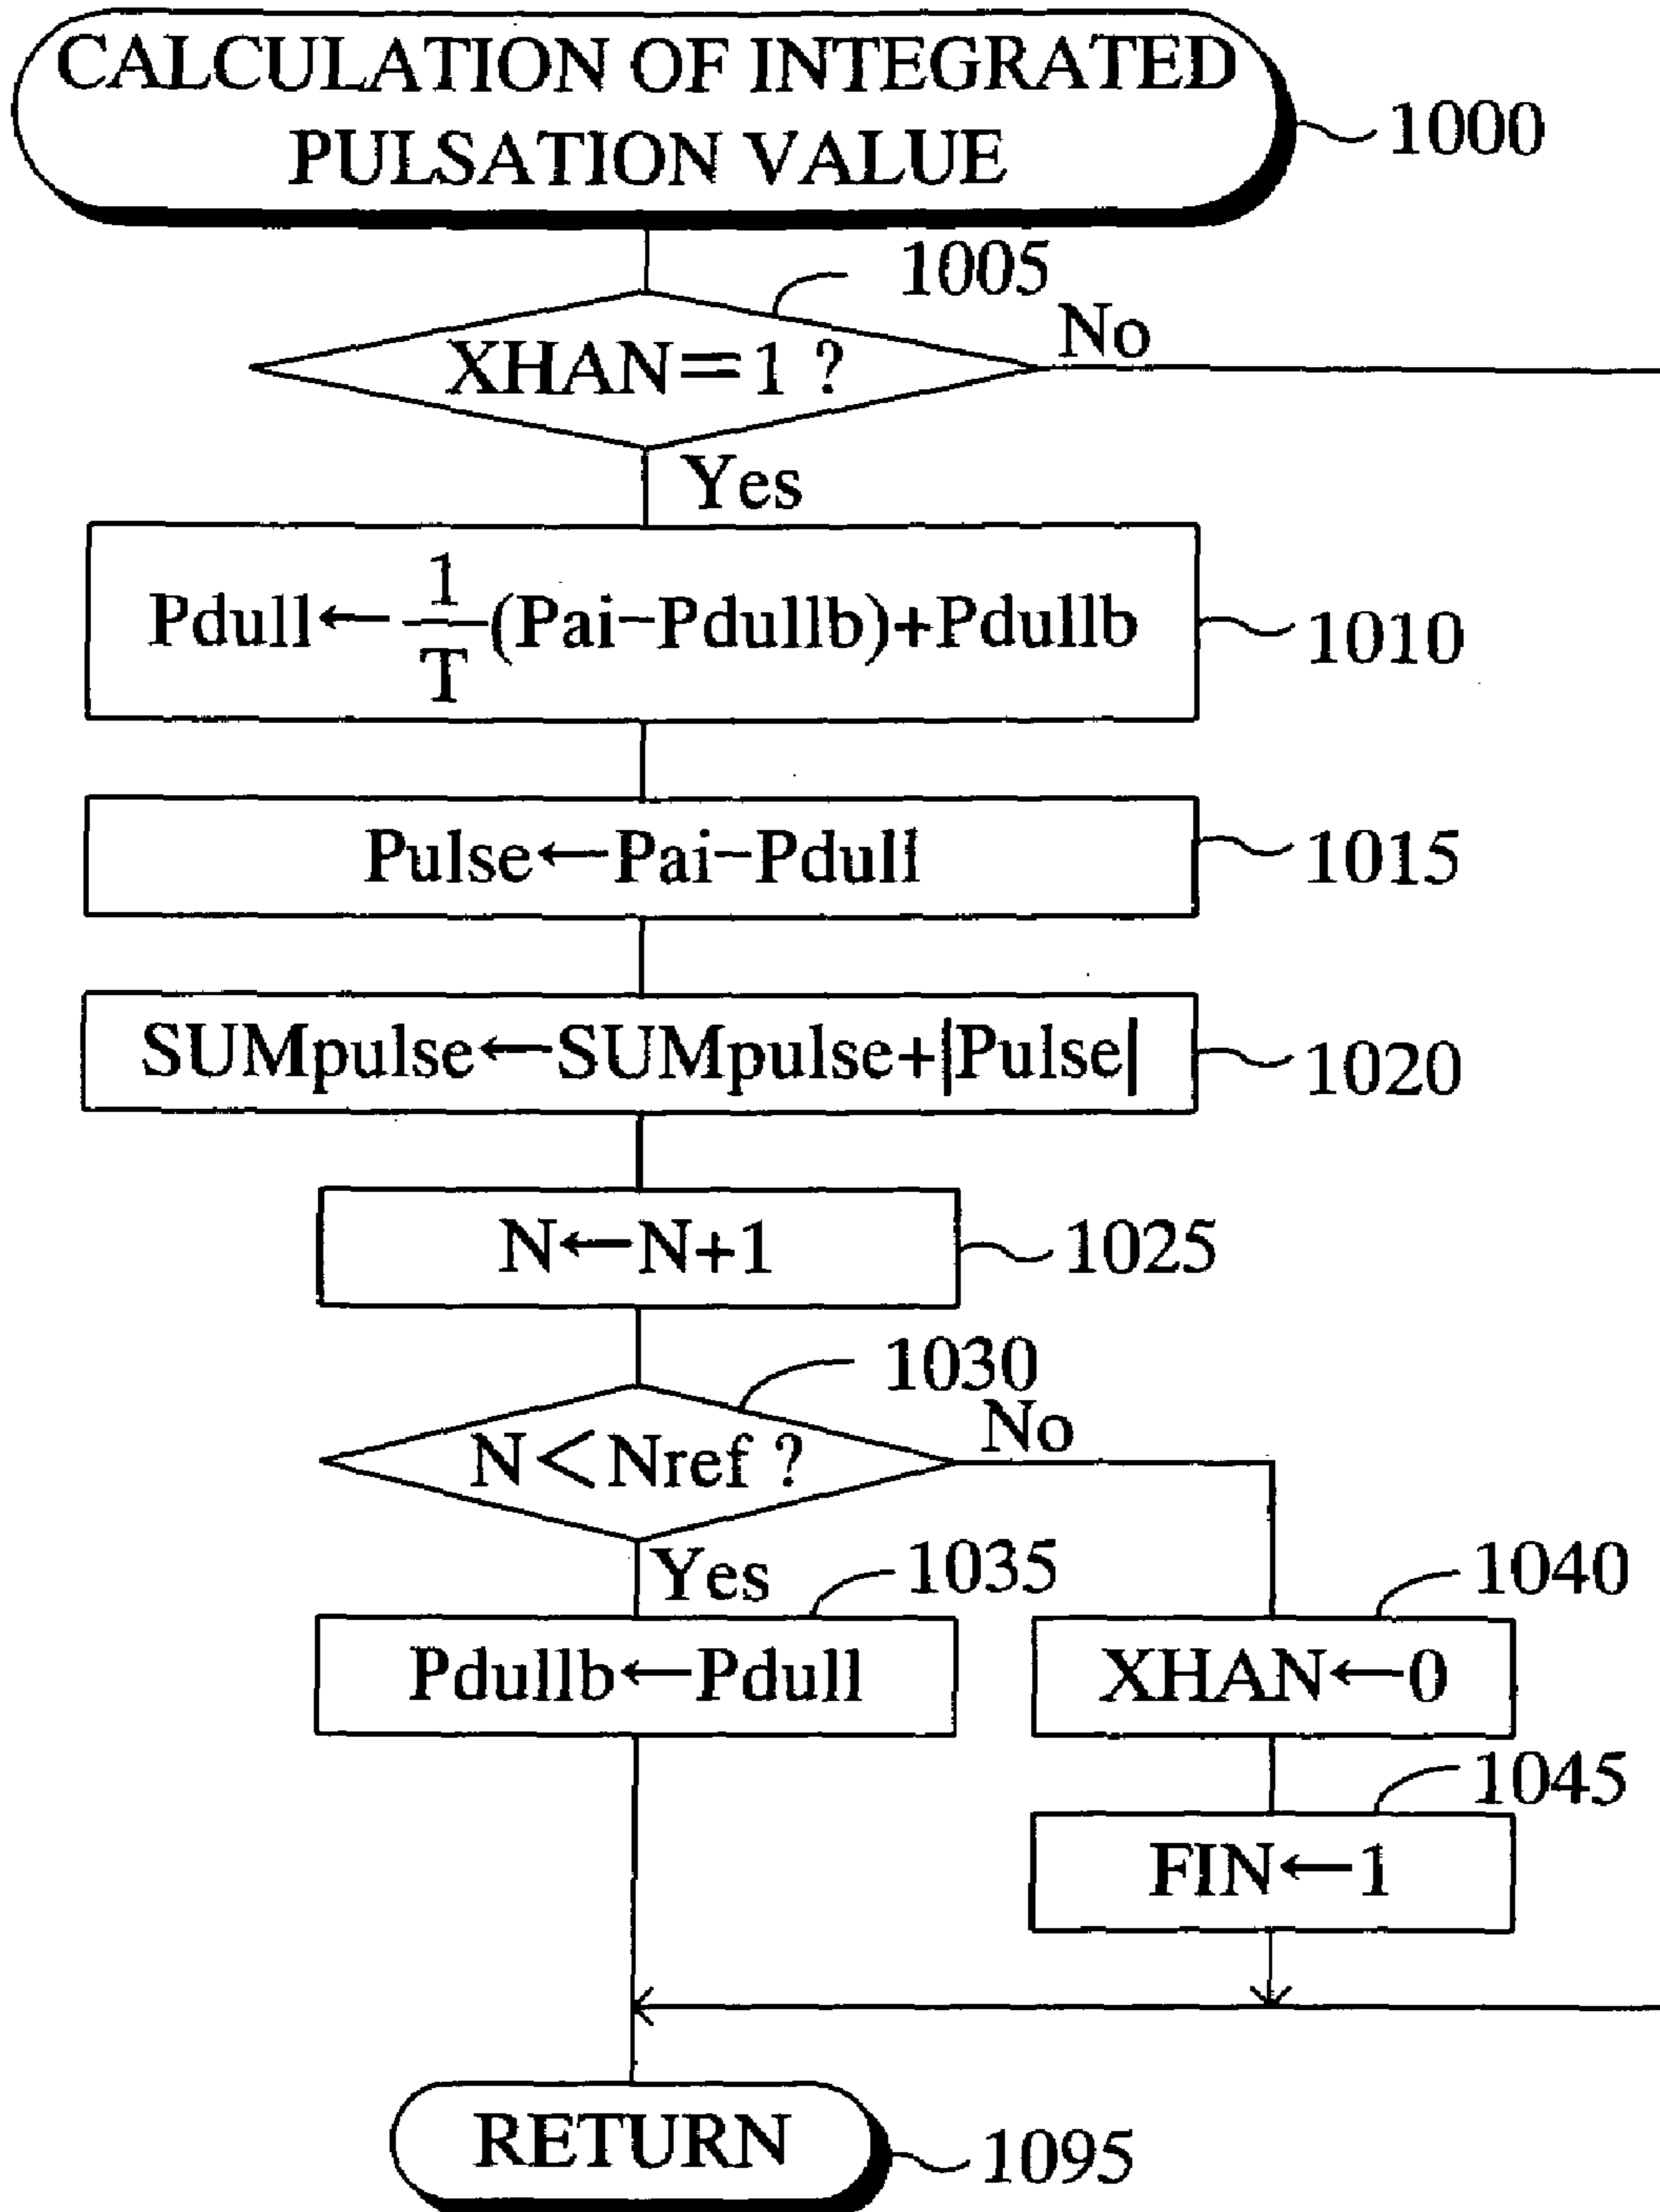 CALCULATION OF INTEGRATED
PULSATION VALUE
1000
1005
XHAN=1 ?
No
Yes
Pdull←1/T(Pai−Pdullb)+Pdullb
1010
Pulse←Pai−Pdull
1015
SUMpulse←SUMpulse+|Pulse|
1020
N←N+1
1025
1030
N<Nref ?
No
Yes
1035
Pdullb←Pdull
1040
XHAN←0
1045
FIN←1
RETURN
1095